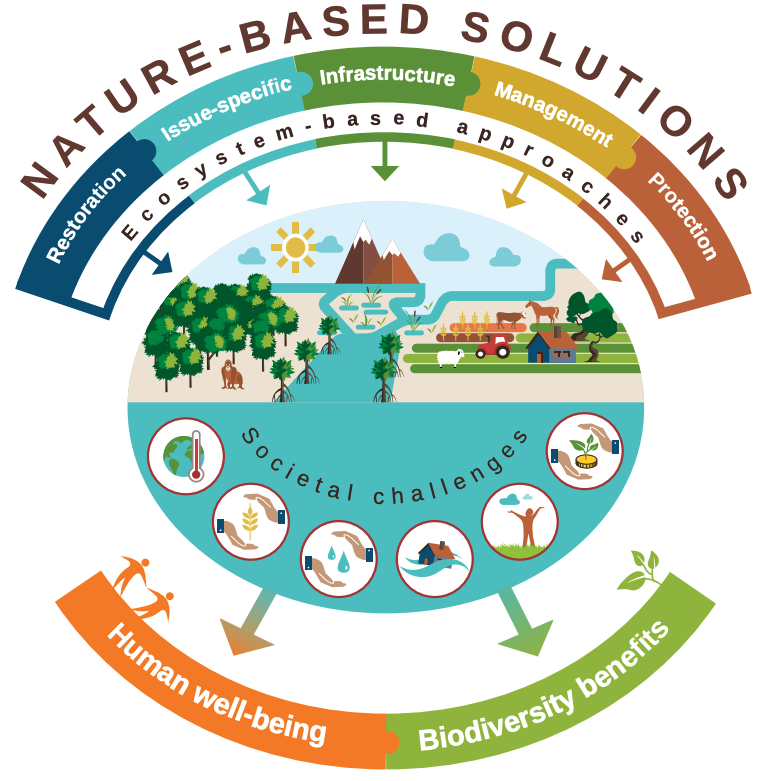 NATURE-BASED SOLUTIONS
Restoration
Issue-specific
Infrastructure
Management
Protection
Ecosystem-based approaches
Societal challenges
Human well-being
Biodiversity benefits